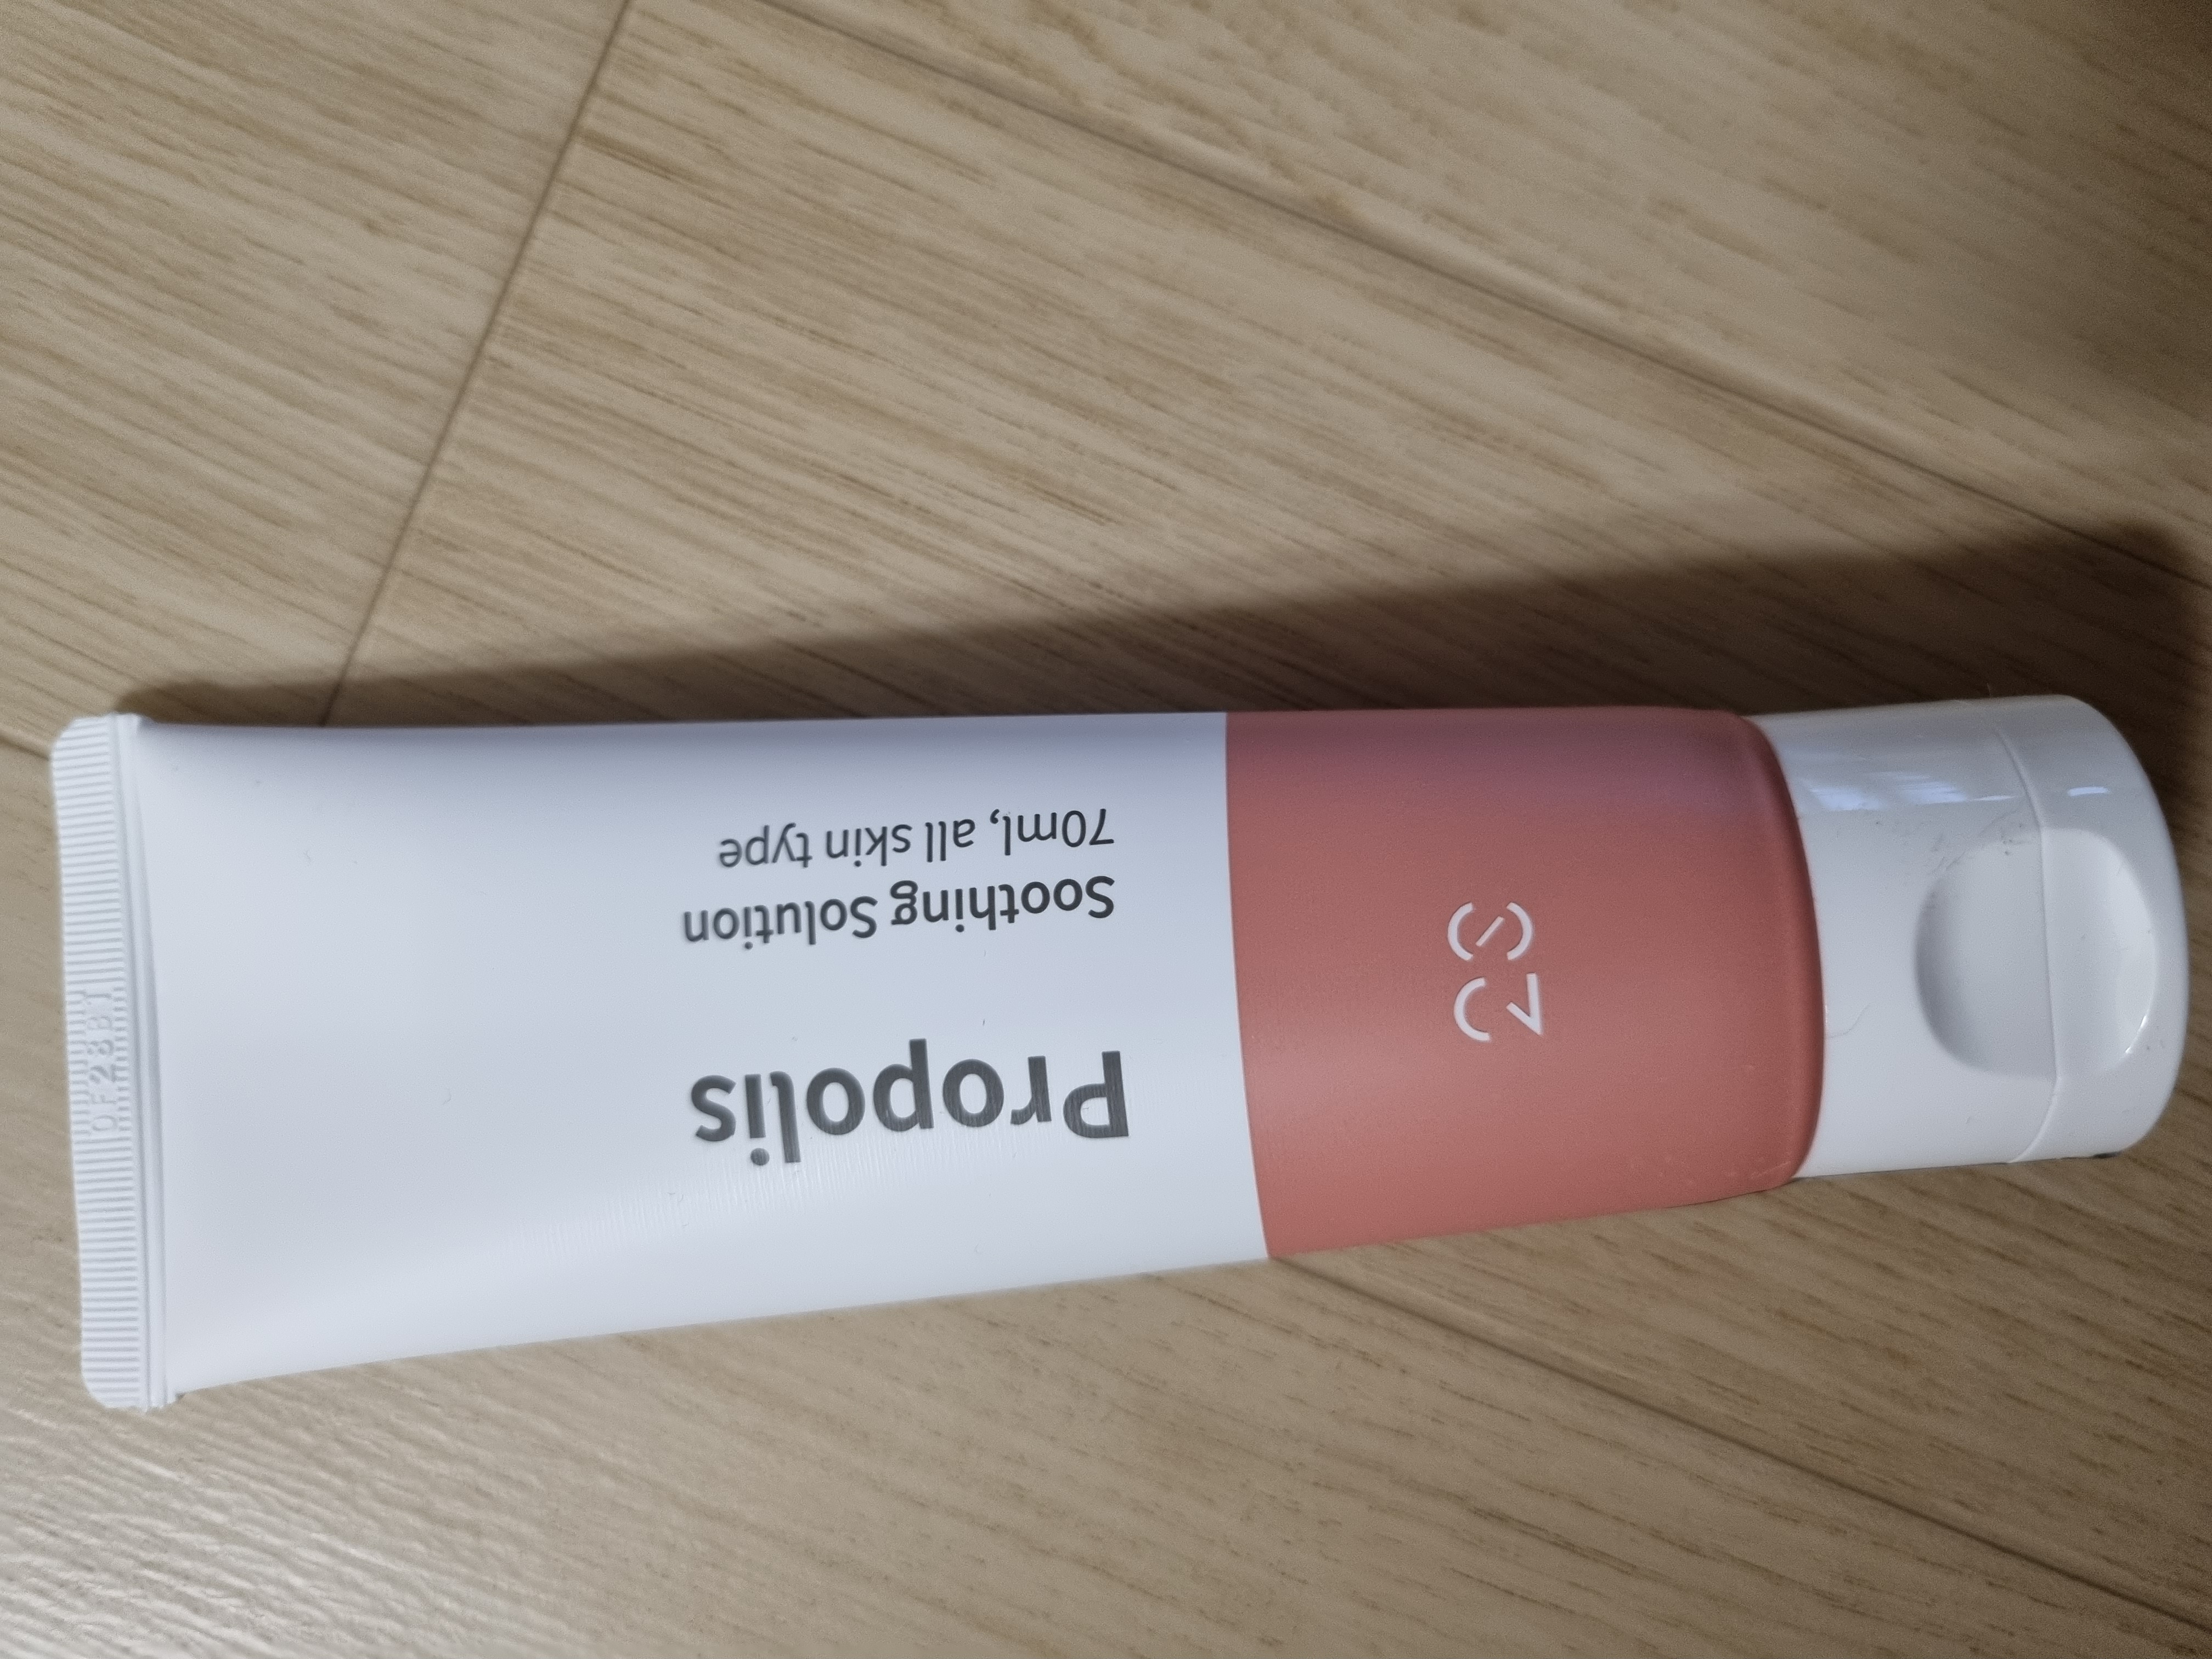 Propolis
Soothing Solution
70ml, all skin type